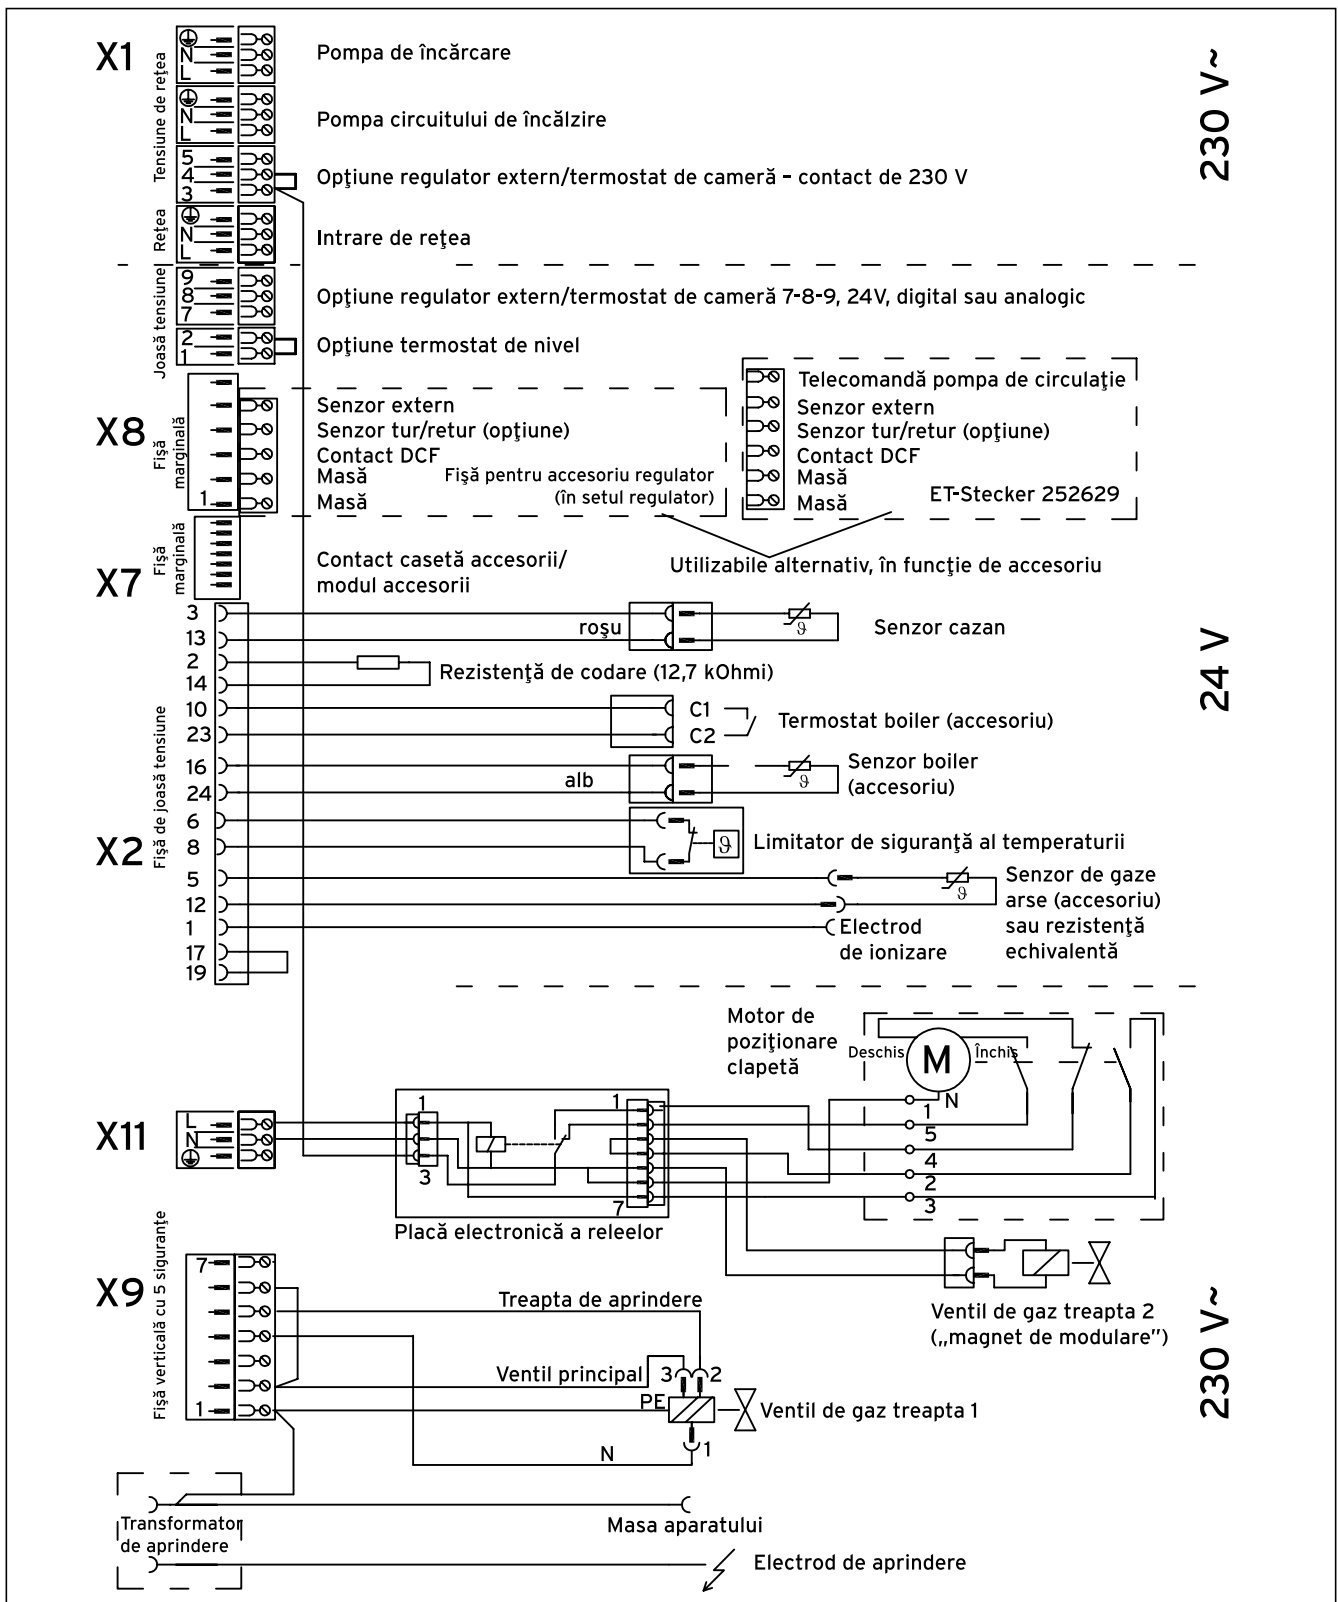 X1
Tensiune de reţea
N
L
Pompa de încărcare
N
L
Pompa circuitului de încălzire
5
4
3
Opţiune regulator extern/termostat de cameră – contact de 230 V
230 V~
Reţea
N
L
Intrare de reţea
Joasă tensiune
9
8
7
Opţiune regulator extern/termostat de cameră 7-8-9, 24V, digital sau analogic
2
1
Opţiune termostat de nivel
X8
Fişă marginală
1
Senzor extern
Senzor tur/retur (opţiune)
Contact DCF
Masă
Masă
Fişă pentru accesoriu regulator
(în setul regulator)
Telecomandă pompa de circulaţie
Senzor extern
Senzor tur/retur (opţiune)
Contact DCF
Masă
Masă
ET-Stecker 252629
Utilizabile alternativ, în funcţie de accesoriu
X7
Fişă marginală
Contact casetă accesorii/
modul accesorii
24 V
X2
Fişă de joasă tensiune
3
13
roşu
ϑ
Senzor cazan
2
14
Rezistenţă de codare (12,7 kOhmi)
10
23
C1
C2
Termostat boiler (accesoriu)
16
24
alb
ϑ
Senzor boiler
(accesoriu)
6
8
ϑ
Limitator de siguranţă al temperaturii
5
12
ϑ
Senzor de gaze
arse (accesoriu)
sau rezistenţă
echivalentă
1
Electrod
de ionizare
17
19
Motor de
poziţionare
clapetă
Deschis
M
Închis
N
1
5
4
2
3
X11
L
N
1
3
1
7
Placă electronică a releelor
Ventil de gaz treapta 2
(„magnet de modulare”)
230 V~
X9
Fişă verticală cu 5 siguranţe
7
1
Treapta de aprindere
Ventil principal
3
2
PE
Ventil de gaz treapta 1
N
1
Transformator
de aprindere
Masa aparatului
Electrod de aprindere